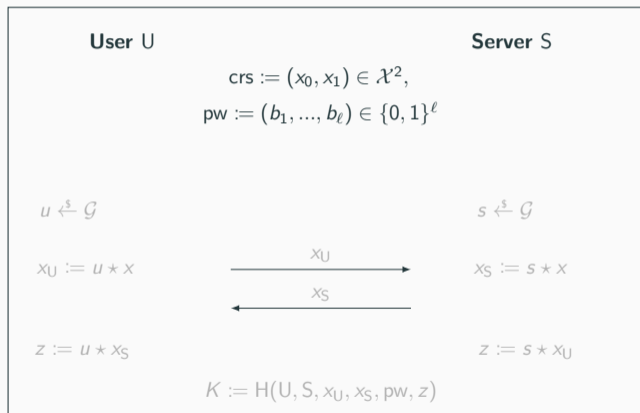 User U Server S
crs := (x₀, x₁) ∈ 𝒳²,
pw := (b₁, ..., bℓ) ∈ {0, 1}^ℓ
u ←$ 𝒢 s ←$ 𝒢
x_U := u ⋆ x x_U x_S := s ⋆ x
x_S
z := u ⋆ x_S z := s ⋆ x_U
K := H(U, S, x_U, x_S, pw, z)